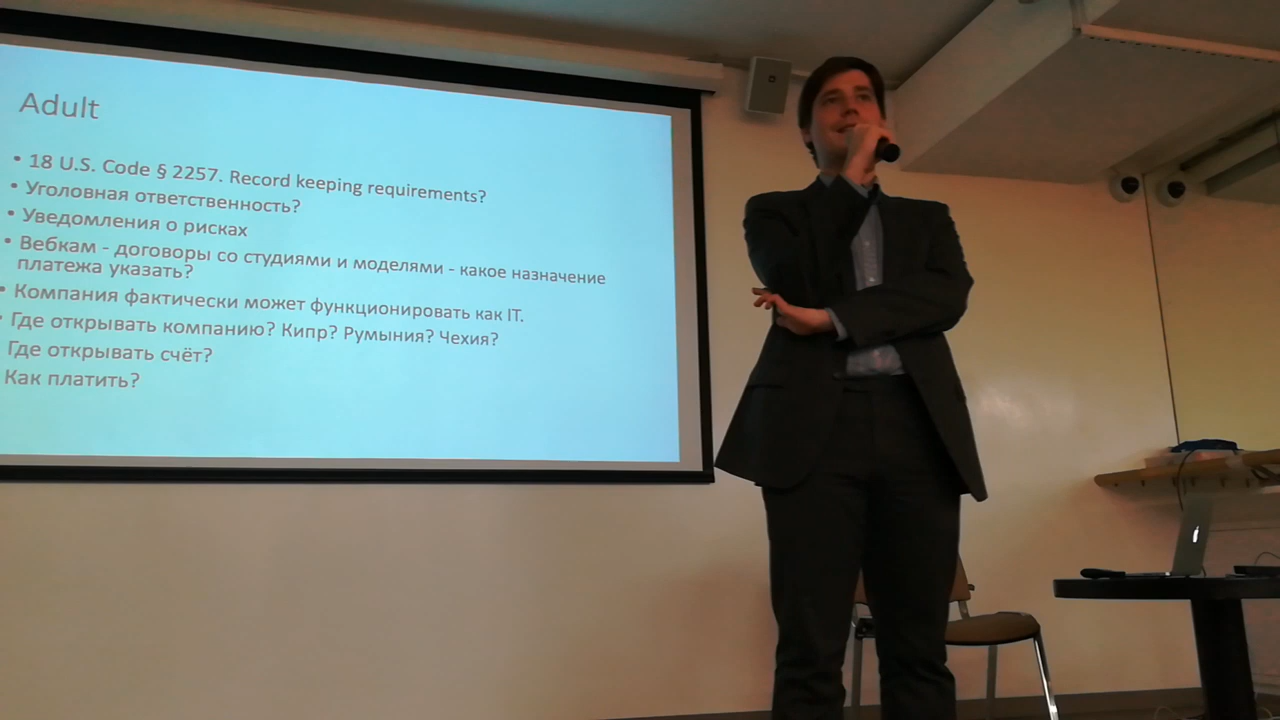 Adult
• 18 U.S. Code § 2257. Record keeping requirements?
• Уголовная ответственность?
• Уведомления о рисках
• Вебкам - договоры со студиями и моделями - какое назначение
платежа указать?
• Компания фактически может функционировать как IT.
• Где открывать компанию? Кипр? Румыния? Чехия?
Где открывать счёт?
Как платить?